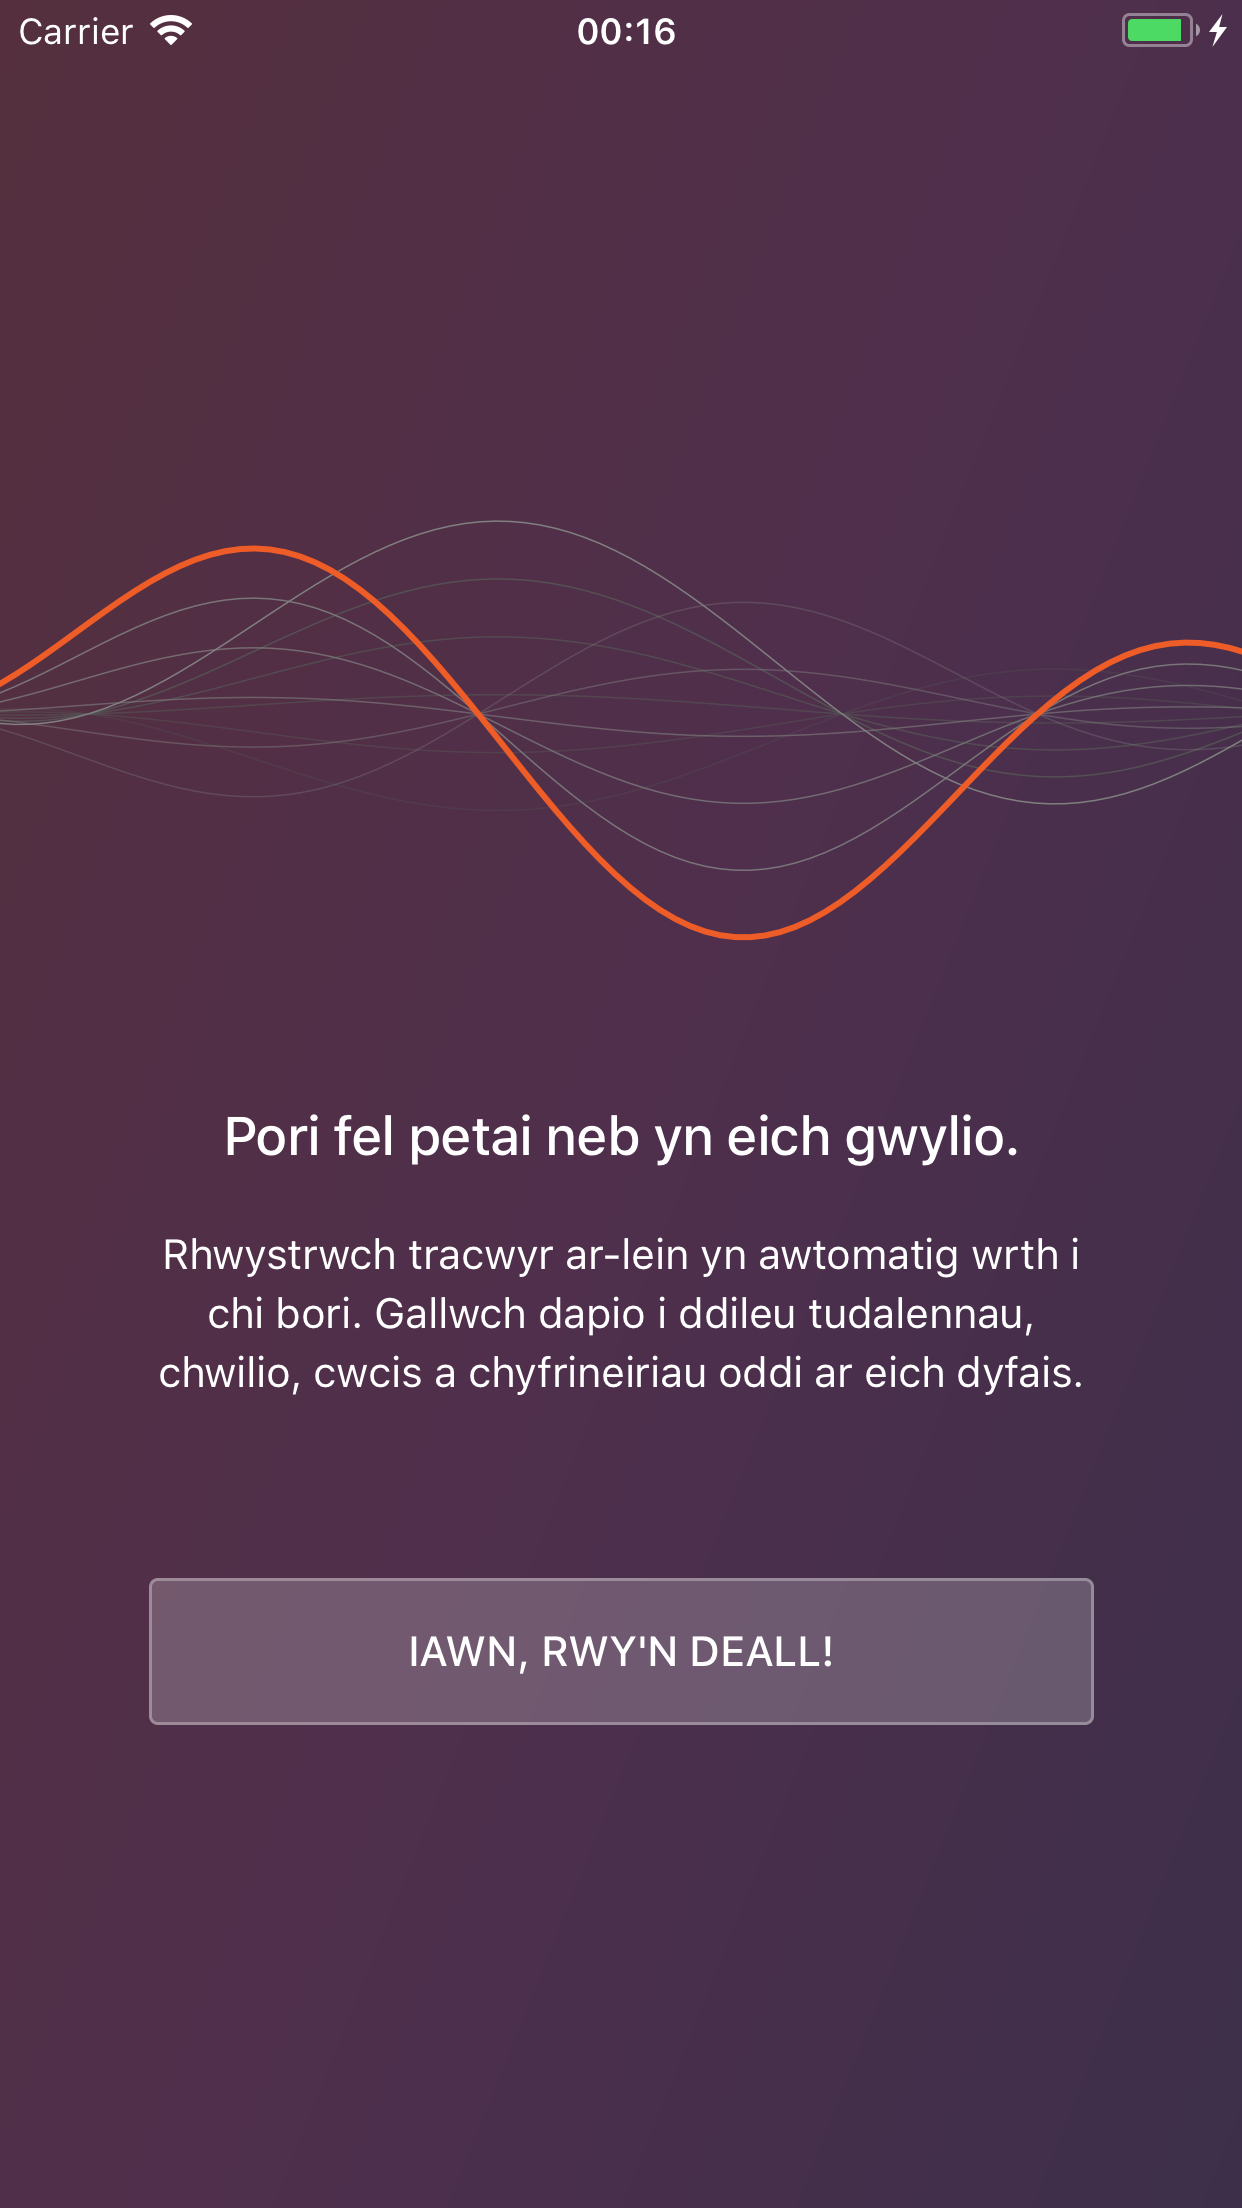 Carrier
00:16
Pori fel petai neb yn eich gwylio.
Rhwystrwch tracwyr ar-lein yn awtomatig wrth i
chi bori. Gallwch dapio i ddileu tudalennau,
chwilio, cwcis a chyfrineiriau oddi ar eich dyfais.
IAWN, RWY'N DEALL!